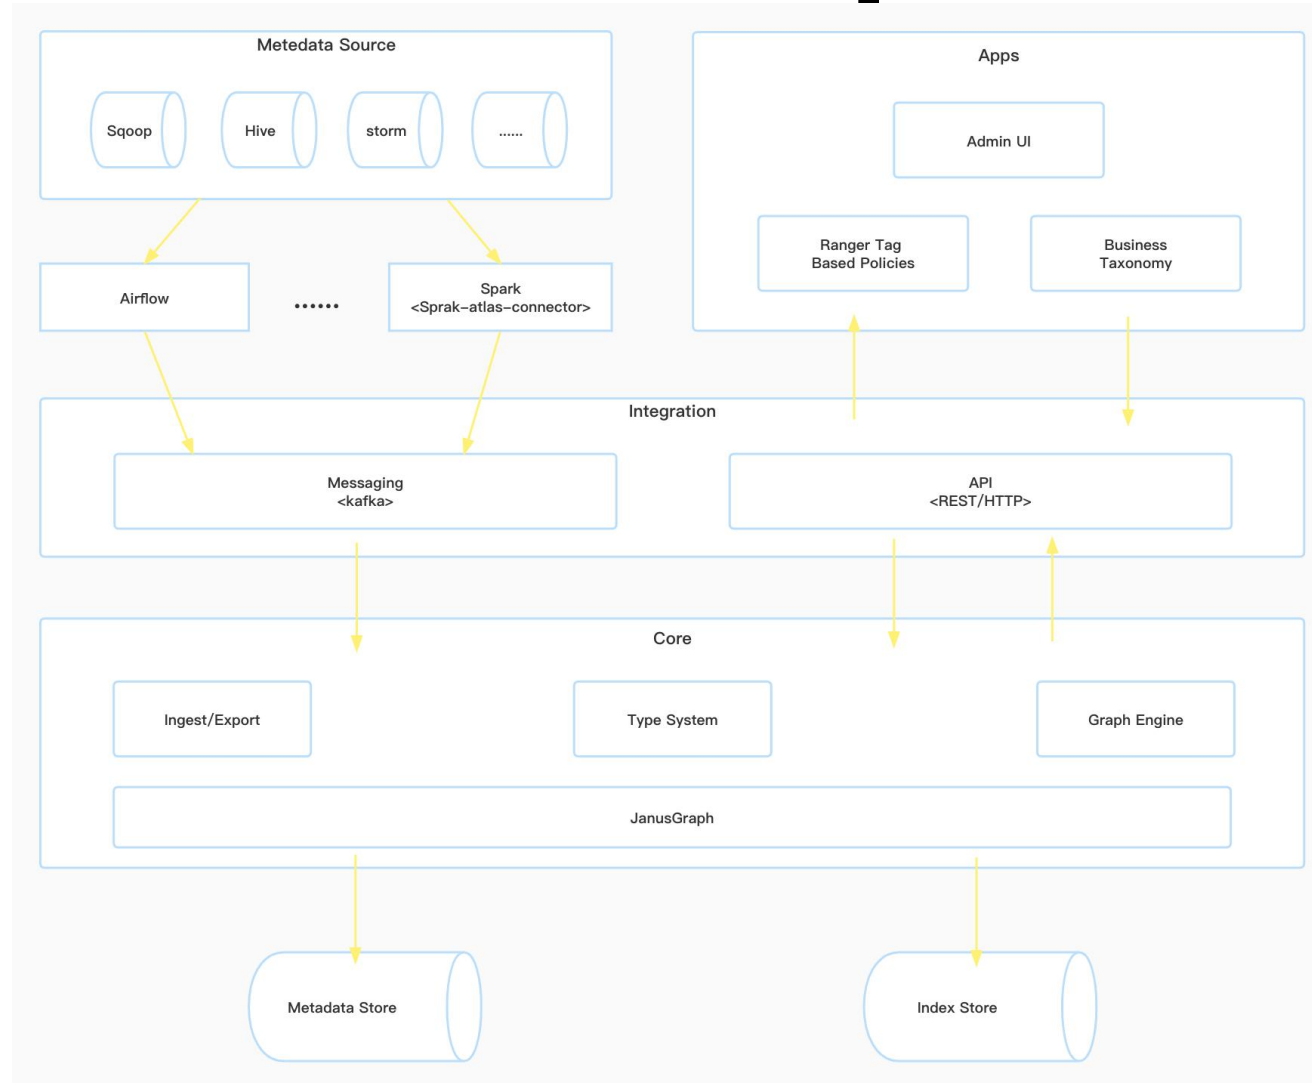 Metedata Source
Sqoop
Hive
storm
......
Apps
Admin UI
Ranger Tag
Based Policies
Business
Taxonomy
Airflow
......
Spark
<Sprak-atlas-connector>
Integration
Messaging
<kafka>
API
<REST/HTTP>
Core
Ingest/Export
Type System
Graph Engine
JanusGraph
Metadata Store
Index Store